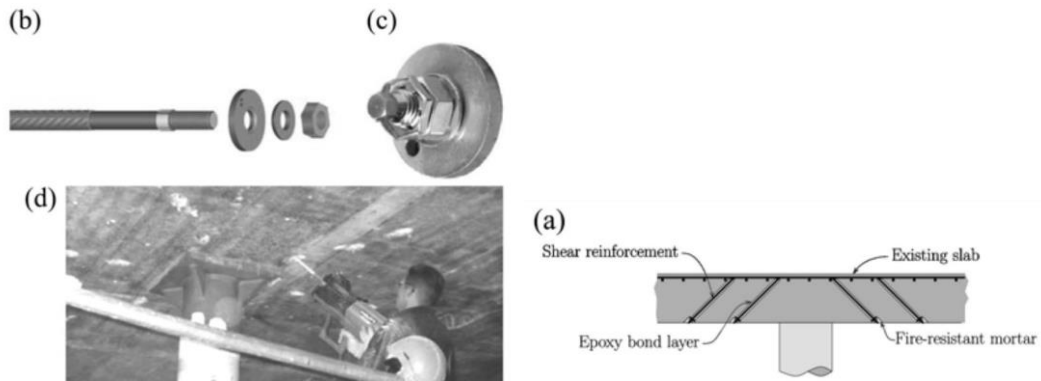 (b)
(c)
(d)
(a)
Shear reinforcement
Existing slab
Epoxy bond layer
Fire-resistant mortar